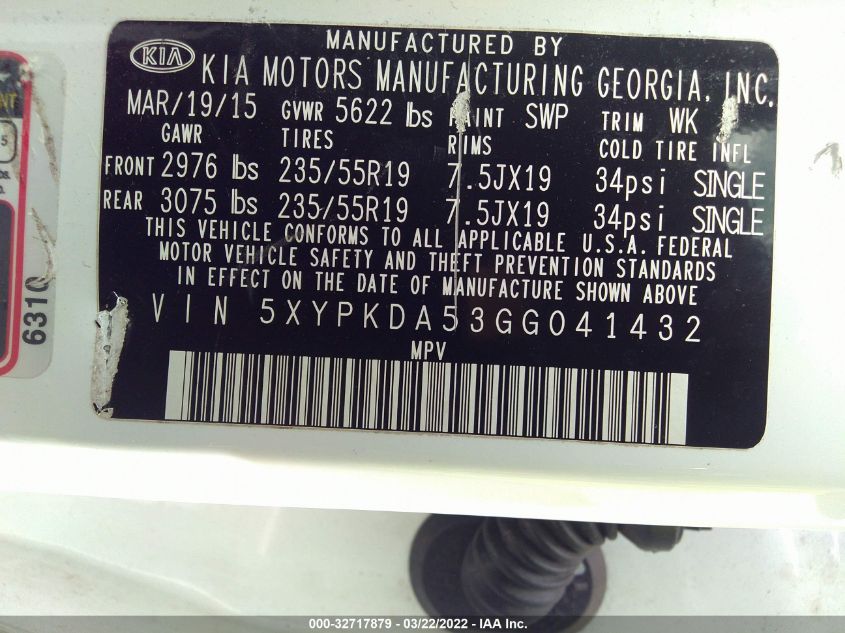 MANUFACTURED BY
KIA KIA MOTORS MANUFACTURING GEORGIA, INC.
MAR/19/15 GVWR 5622 lbs PAINT SWP TRIM WK
GAWR TIRES RIMS COLD TIRE INFL
FRONT 2976 lbs 235/55R19 7.5JX19 34psi SINGLE
REAR 3075 lbs 235/55R19 7.5JX19 34psi SINGLE
THIS VEHICLE CONFORMS TO ALL APPLICABLE U.S.A. FEDERAL
MOTOR VEHICLE SAFETY AND THEFT PREVENTION STANDARDS
IN EFFECT ON THE DATE OF MANUFACTURE SHOWN ABOVE
VIN 5XYPKDA53GG041432
MPV
6310
000-32717879 - 03/22/2022 - IAA Inc.